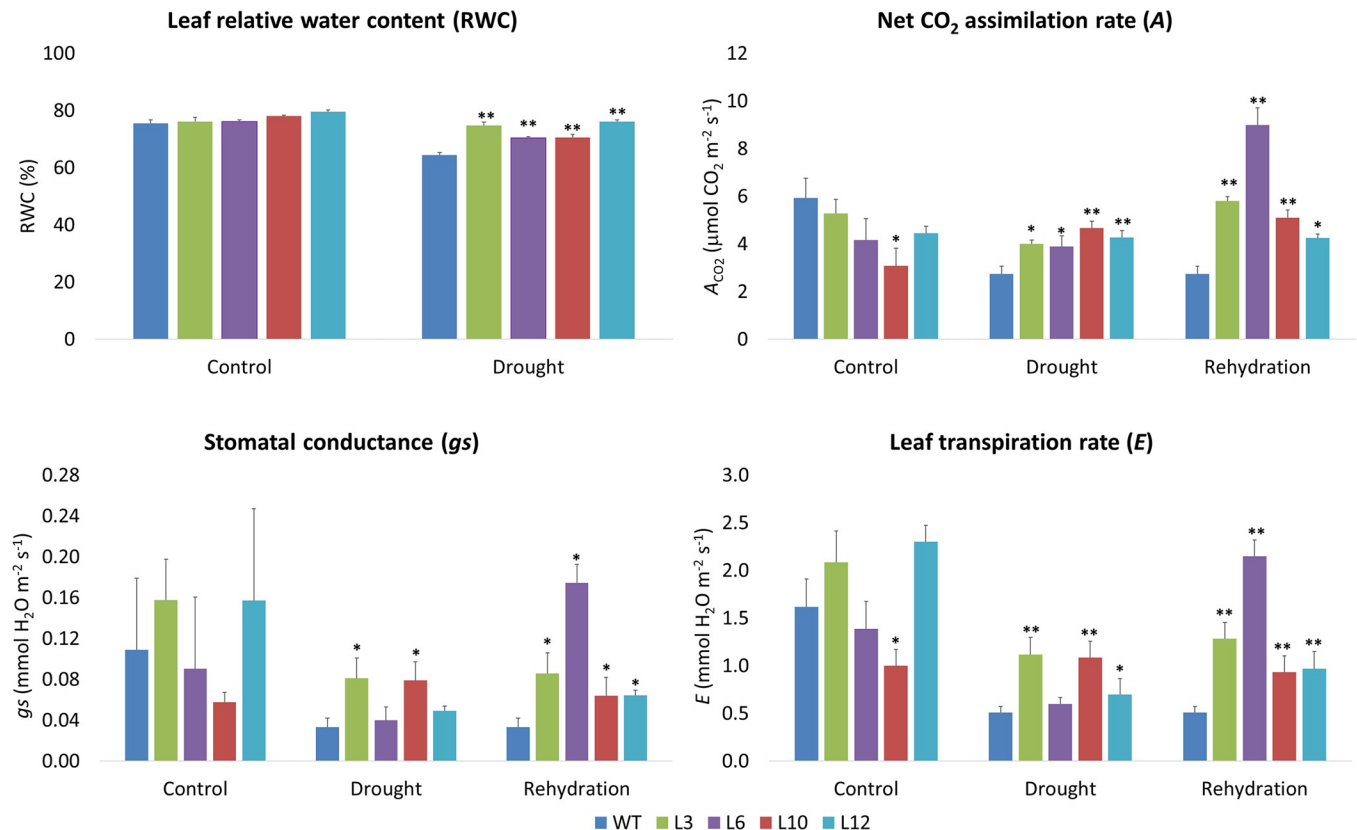 Leaf relative water content (RWC)
100
80
60
40
20
0
RWC (%)
** ** ** **
Control Drought
Net CO₂ assimilation rate (A)
12
10
8
6
4
2
0
A_CO2 (µmol CO₂ m⁻² s⁻¹)
* * * ** ** ** ** ** *
Control Drought Rehydration
Stomatal conductance (gs)
0.28
0.24
0.20
0.16
0.12
0.08
0.04
0.00
gs (mmol H₂O m⁻² s⁻¹)
* * * * * *
Control Drought Rehydration
Leaf transpiration rate (E)
3.0
2.5
2.0
1.5
1.0
0.5
0.0
E (mmol H₂O m⁻² s⁻¹)
* ** ** * ** ** ** **
Control Drought Rehydration
WT L3 L6 L10 L12